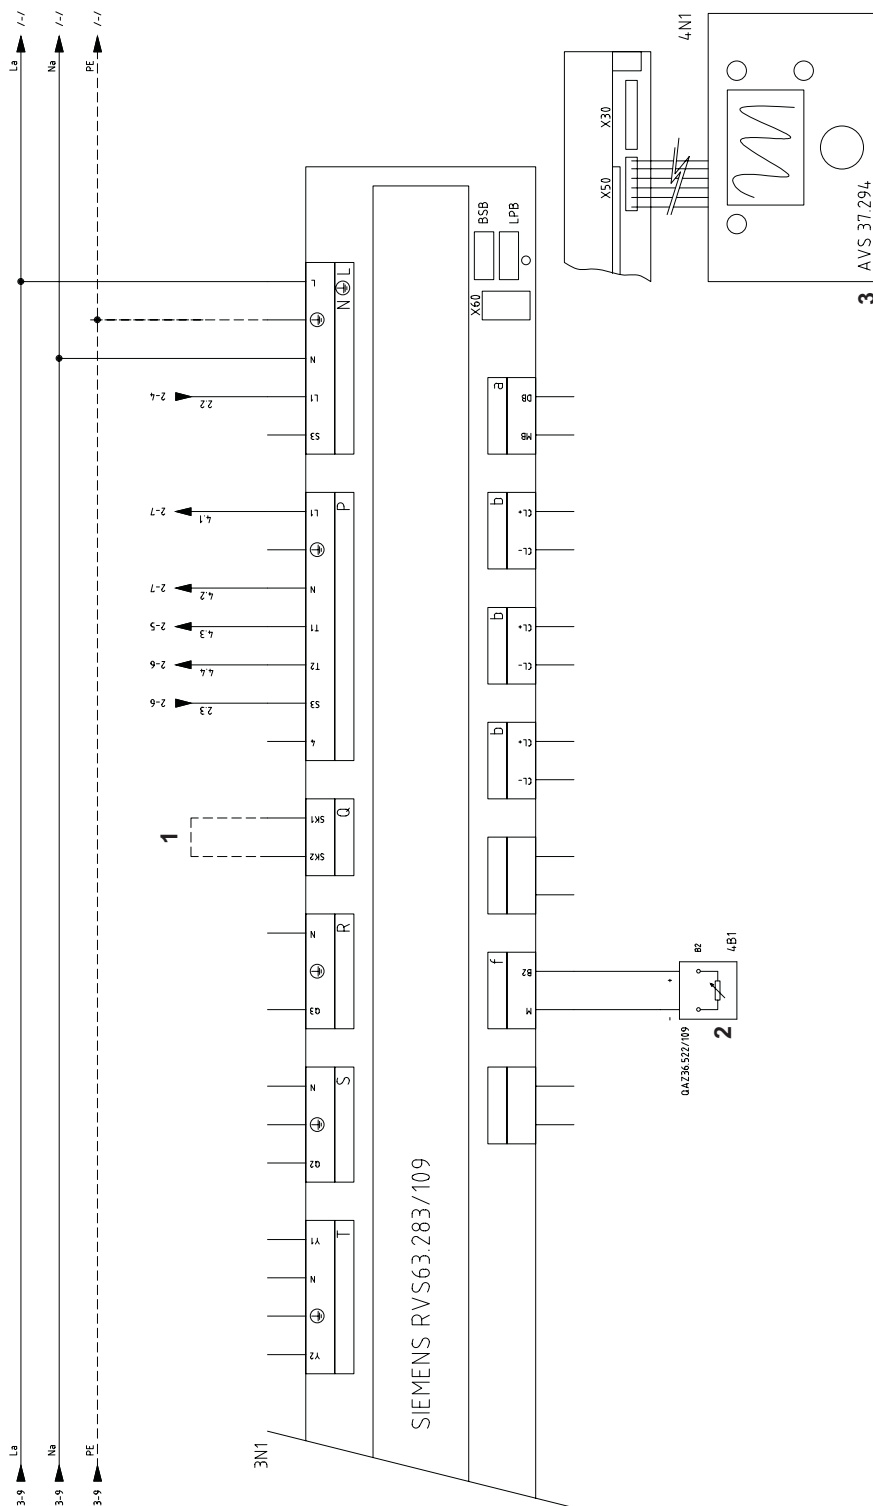 La /-/
Na /-/
PE /-/
3-9 La
3-9 Na
3-9 PE
3N1
SIEMENS RVS63.283/109
L
N
L1
S3
N L
2-4
2.2
L1
N
T1
T2
S3
4
P
2-7
4.1
2-7
4.2
2-5
4.3
2-6
4.4
2-6
2.3
1
SK1
SK2
Q
N
Q3
R
N
Q2
S
Y1
N
Y2
T
BSB
LPB
X60
a
DB
MB
b
CL+
CL-
b
CL+
CL-
b
CL+
CL-
f
B2
M
+
-
B2
4B1
QAZ36.522/109
2
X50
X30
4N1
AVS 37.294
3